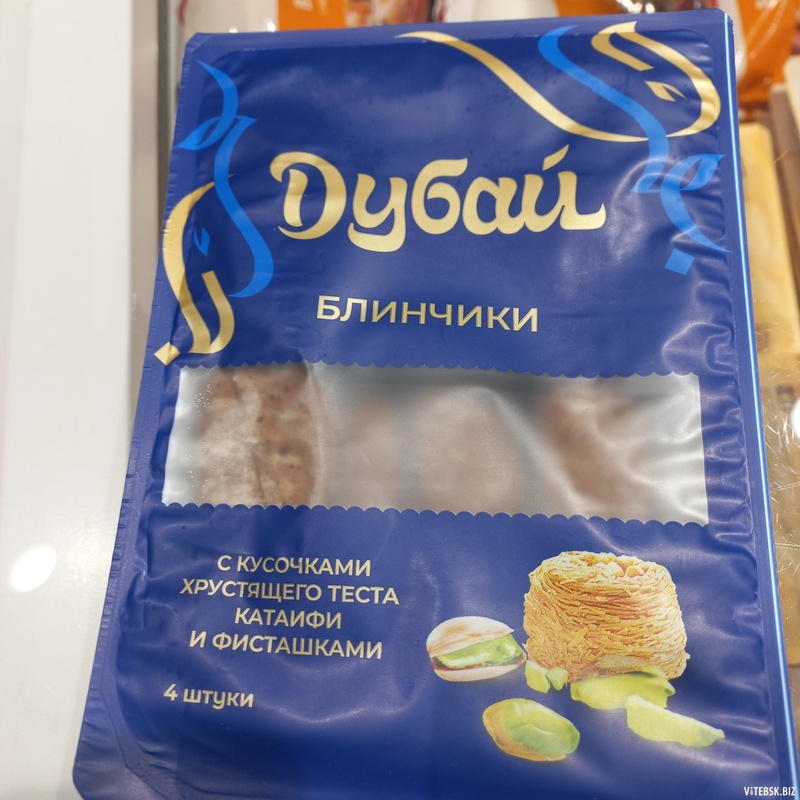 Дубай
БЛИНЧИКИ
С КУСОЧКАМИ
ХРУСТЯЩЕГО ТЕСТА
КАТАИФИ
И ФИСТАШКАМИ
4 штуки
ViTEBSK.BIZ